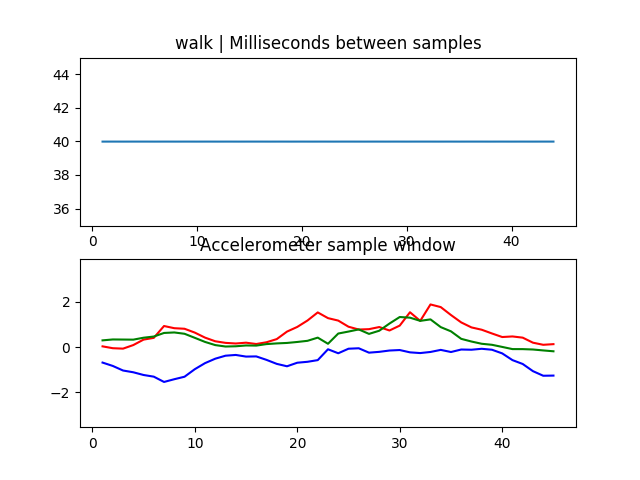 walk | Milliseconds between samples
44
42
40
38
36
0 10 20 30 40
Accelerometer sample window
2
0
−2
0 10 20 30 40